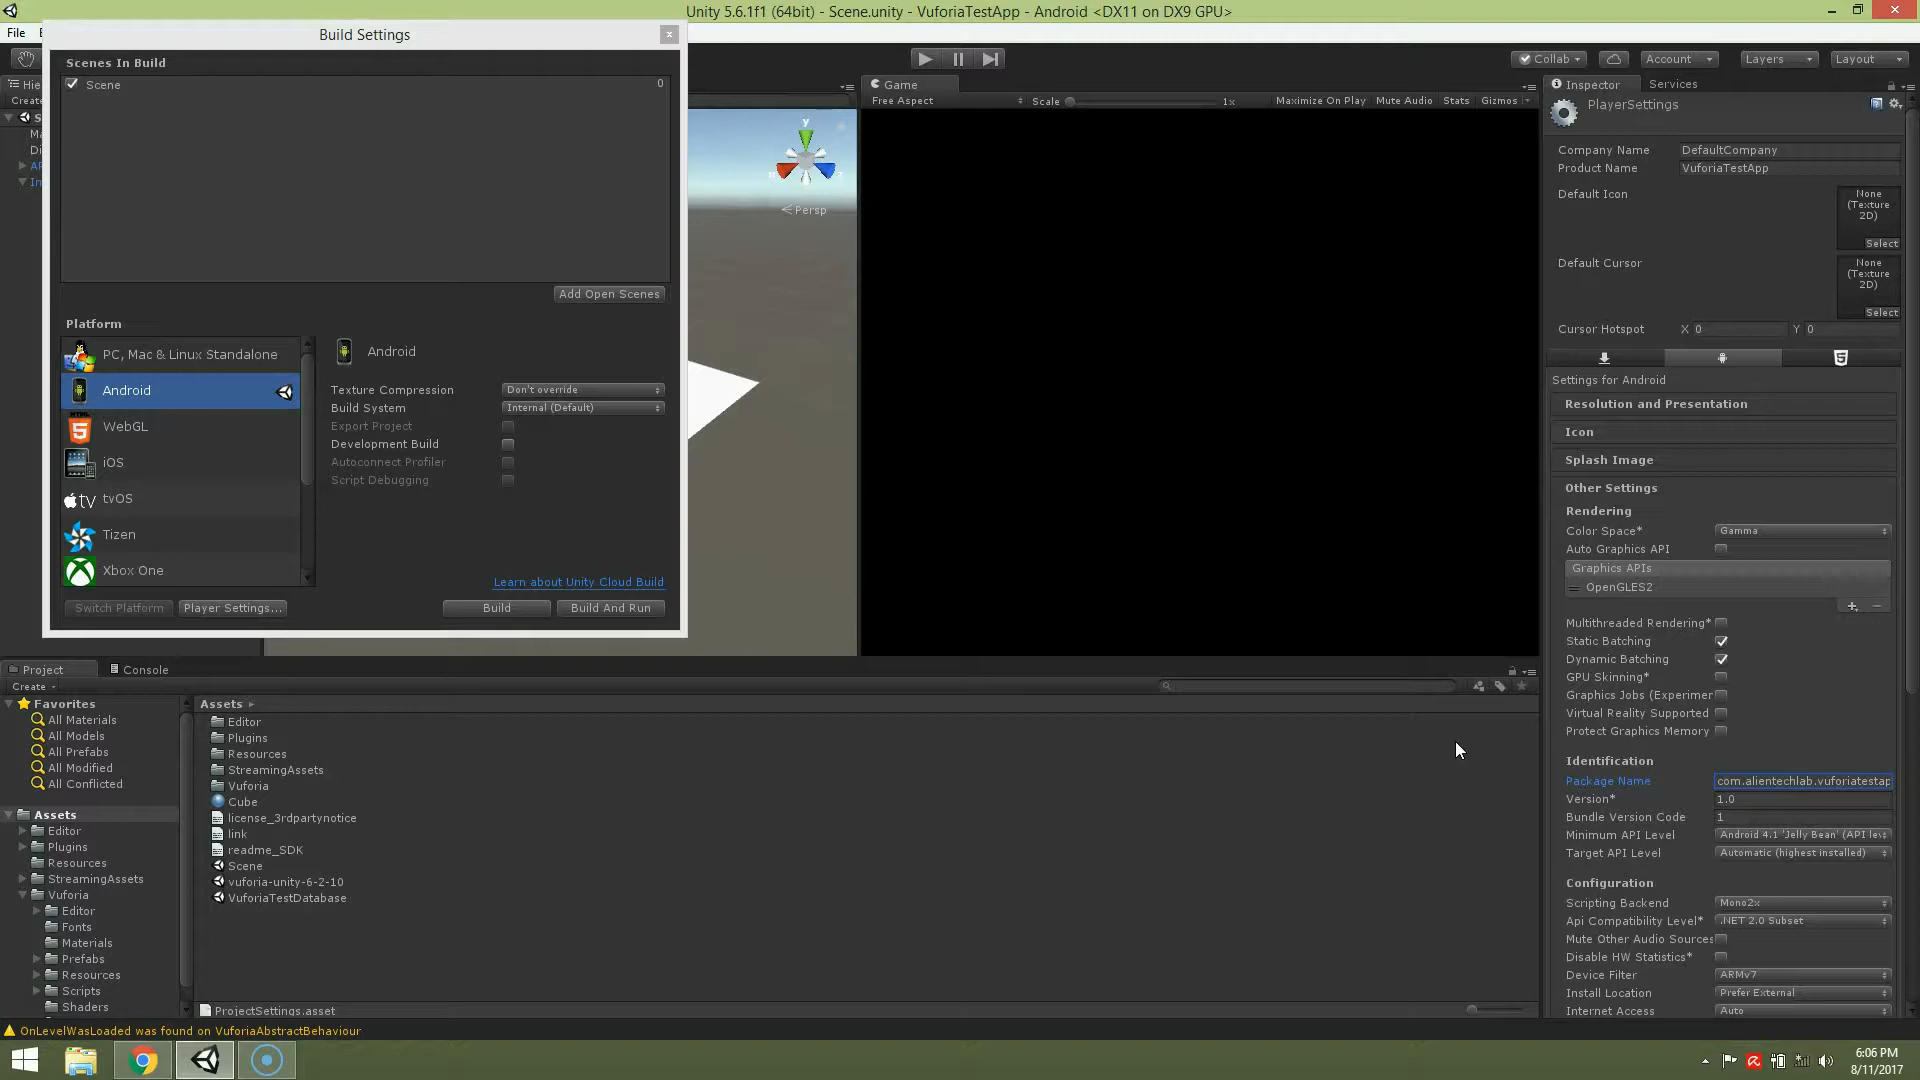 Unity 5.6.1f1 (64bit) - Scene.unity - VuforiaTestApp - Android <DX11 on DX9 GPU>
File
Build Settings
Scenes In Build
Scene 0
Add Open Scenes
Platform
PC, Mac & Linux Standalone
Android
WebGL
iOS
tv tvOS
Tizen
Xbox One
Android
Texture Compression Don't override
Build System Internal (Default)
Export Project
Development Build
Autoconnect Profiler
Script Debugging
Learn about Unity Cloud Build
Switch Platform Player Settings... Build Build And Run
Collab Account Layers Layout
Hie
Create
y
Persp
Game
Free Aspect Scale 1x Maximize On Play Mute Audio Stats Gizmos
Inspector Services
PlayerSettings
Company Name DefaultCompany
Product Name VuforiaTestApp
Default Icon None (Texture 2D) Select
Default Cursor None (Texture 2D) Select
Cursor Hotspot X 0 Y 0
Settings for Android
Resolution and Presentation
Icon
Splash Image
Other Settings
Rendering
Color Space* Gamma
Auto Graphics API
Graphics APIs
OpenGLES2
Multithreaded Rendering*
Static Batching
Dynamic Batching
GPU Skinning*
Graphics Jobs (Experimer
Virtual Reality Supported
Protect Graphics Memory
Identification
Package Name com.alientechlab.vuforiatestap
Version* 1.0
Bundle Version Code 1
Minimum API Level Android 4.1 'Jelly Bean' (API lev
Target API Level Automatic (highest installed)
Configuration
Scripting Backend Mono2x
Api Compatibility Level* .NET 2.0 Subset
Mute Other Audio Sources
Disable HW Statistics*
Device Filter ARMv7
Install Location Prefer External
Internet Access Auto
Project Console
Create
Favorites
All Materials
All Models
All Prefabs
All Modified
All Conflicted
Assets
Editor
Plugins
Resources
StreamingAssets
Vuforia
Editor
Fonts
Materials
Prefabs
Resources
Scripts
Shaders
Assets
Editor
Plugins
Resources
StreamingAssets
Vuforia
Cube
license_3rdpartynotice
link
readme_SDK
Scene
vuforia-unity-6-2-10
VuforiaTestDatabase
ProjectSettings.asset
OnLevelWasLoaded was found on VuforiaAbstractBehaviour
6:06 PM
8/11/2017